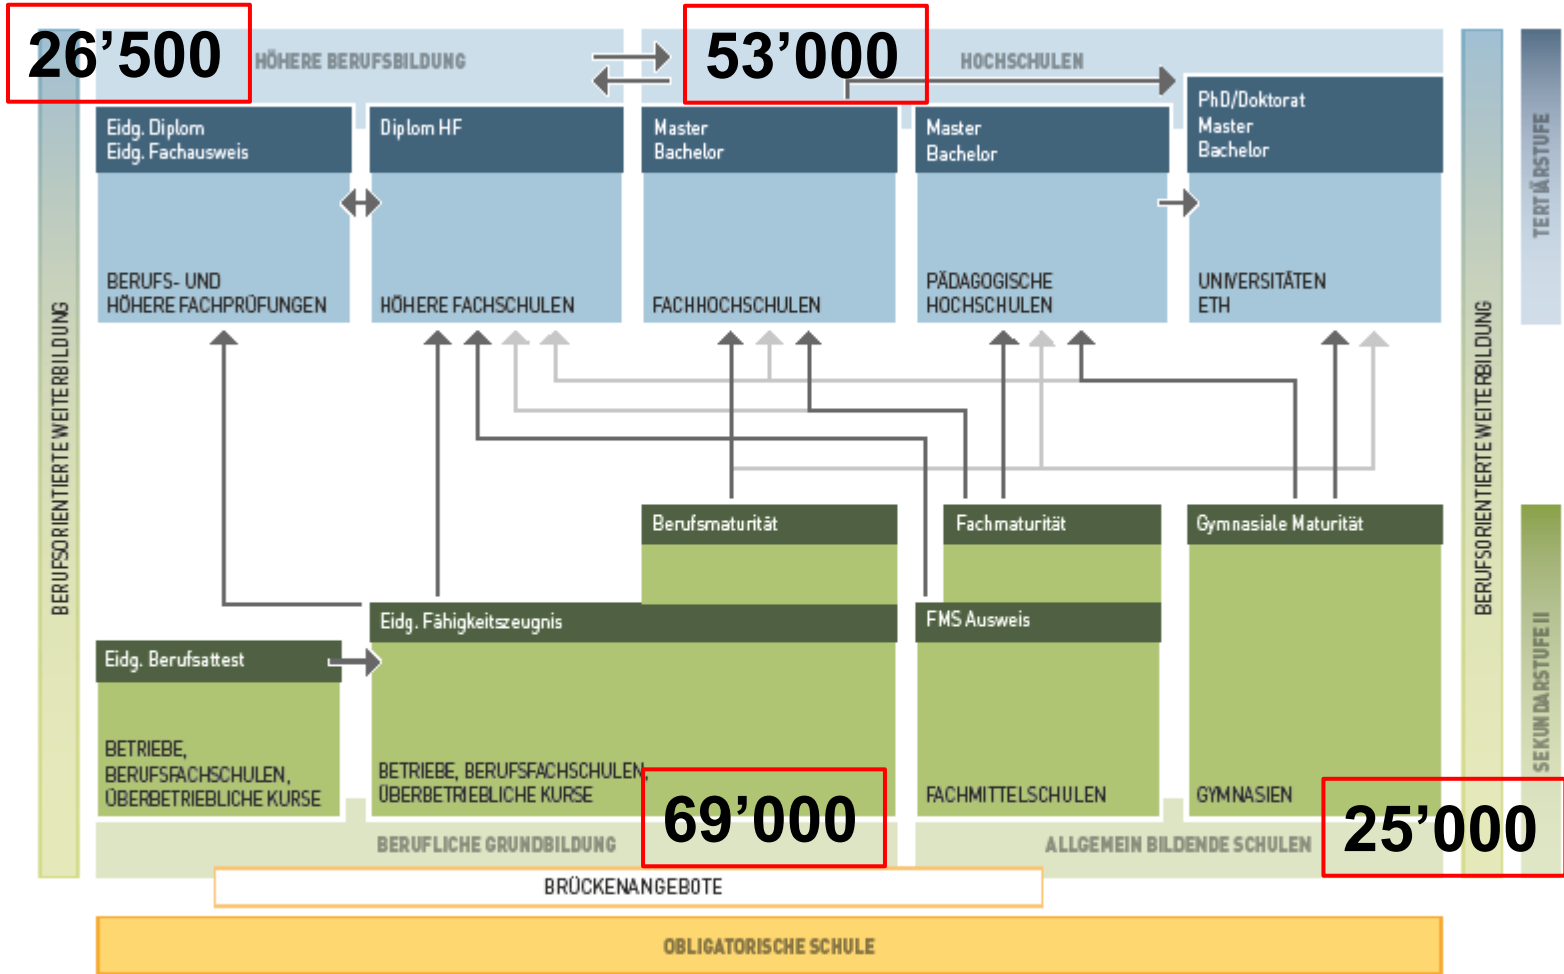 26’500
HÖHERE BERUFSBILDUNG
53’000
HOCHSCHULEN
Eidg. Diplom
Eidg. Fachausweis
Diplom HF
Master
Bachelor
Master
Bachelor
PhD/Doktorat
Master
Bachelor
BERUFS- UND
HÖHERE FACHPRÜFUNGEN
HÖHERE FACHSCHULEN
FACHHOCHSCHULEN
PÄDAGOGISCHE
HOCHSCHULEN
UNIVERSITÄTEN
ETH
TERTIÄRSTUFE
BERUFSORIENTIERTE WEITERBILDUNG
BERUFSORIENTIERTE WEITERBILDUNG
Berufsmaturität
Fachmaturität
Gymnasiale Maturität
Eidg. Fähigkeitszeugnis
FMS Ausweis
Eidg. Berufsattest
BETRIEBE,
BERUFSFACHSCHULEN,
ÜBERBETRIEBLICHE KURSE
BETRIEBE, BERUFSFACHSCHULEN,
ÜBERBETRIEBLICHE KURSE
FACHMITTELSCHULEN
GYMNASIEN
SEKUNDARSTUFE II
BERUFLICHE GRUNDBILDUNG
69’000
ALLGEMEIN BILDENDE SCHULEN
25’000
BRÜCKENANGEBOTE
OBLIGATORISCHE SCHULE